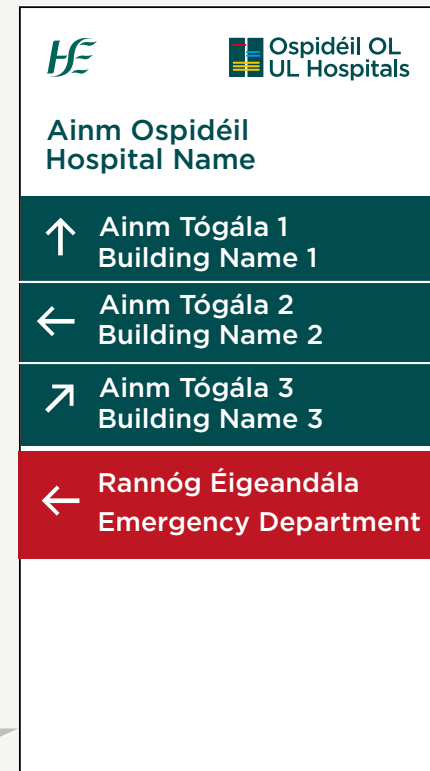 HE
Ospidéil OL
UL Hospitals
Ainm Ospidéil
Hospital Name
Ainm Tógála 1
Building Name 1
Ainm Tógála 2
Building Name 2
Ainm Tógála 3
Building Name 3
Rannóg Éigeandála
Emergency Department